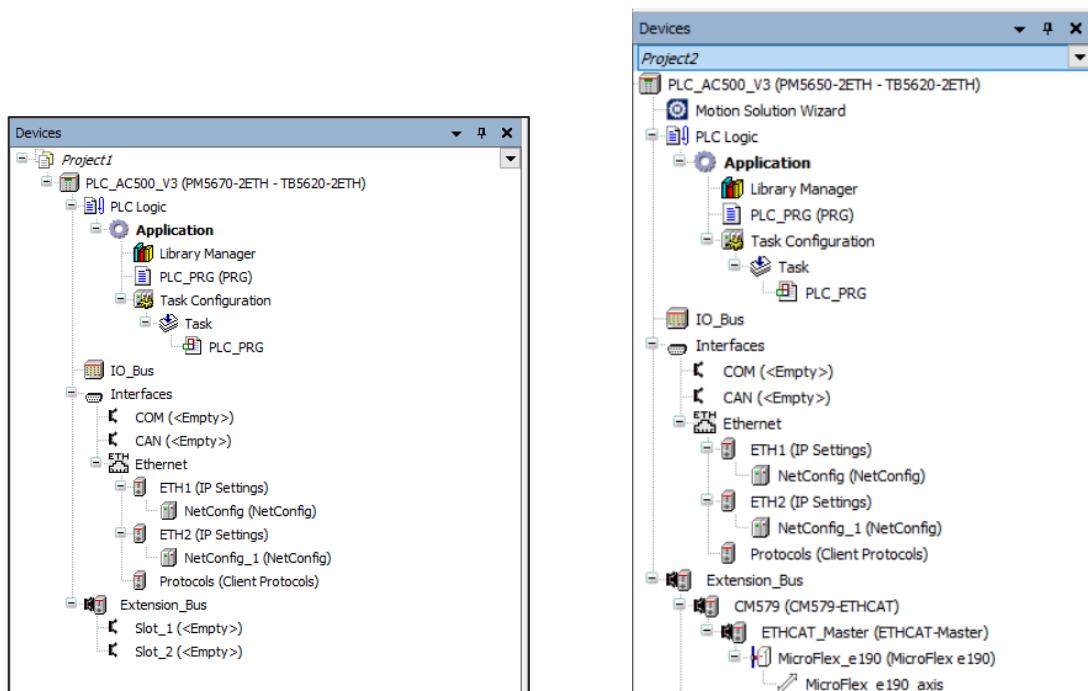 Devices
Project1
PLC_AC500_V3 (PM5670-2ETH - TB5620-2ETH)
PLC Logic
Application
Library Manager
PLC_PRG (PRG)
Task Configuration
Task
PLC_PRG
IO_Bus
Interfaces
COM (<Empty>)
CAN (<Empty>)
ETH
Ethernet
ETH1 (IP Settings)
NetConfig (NetConfig)
ETH2 (IP Settings)
NetConfig_1 (NetConfig)
Protocols (Client Protocols)
Extension_Bus
Slot_1 (<Empty>)
Slot_2 (<Empty>)
Devices
Project2
PLC_AC500_V3 (PM5650-2ETH - TB5620-2ETH)
Motion Solution Wizard
PLC Logic
Application
Library Manager
PLC_PRG (PRG)
Task Configuration
Task
PLC_PRG
IO_Bus
Interfaces
COM (<Empty>)
CAN (<Empty>)
ETH
Ethernet
ETH1 (IP Settings)
NetConfig (NetConfig)
ETH2 (IP Settings)
NetConfig_1 (NetConfig)
Protocols (Client Protocols)
Extension_Bus
CM579 (CM579-ETHCAT)
ETHCAT_Master (ETHCAT-Master)
MicroFlex_e190 (MicroFlex e190)
MicroFlex_e190_axis